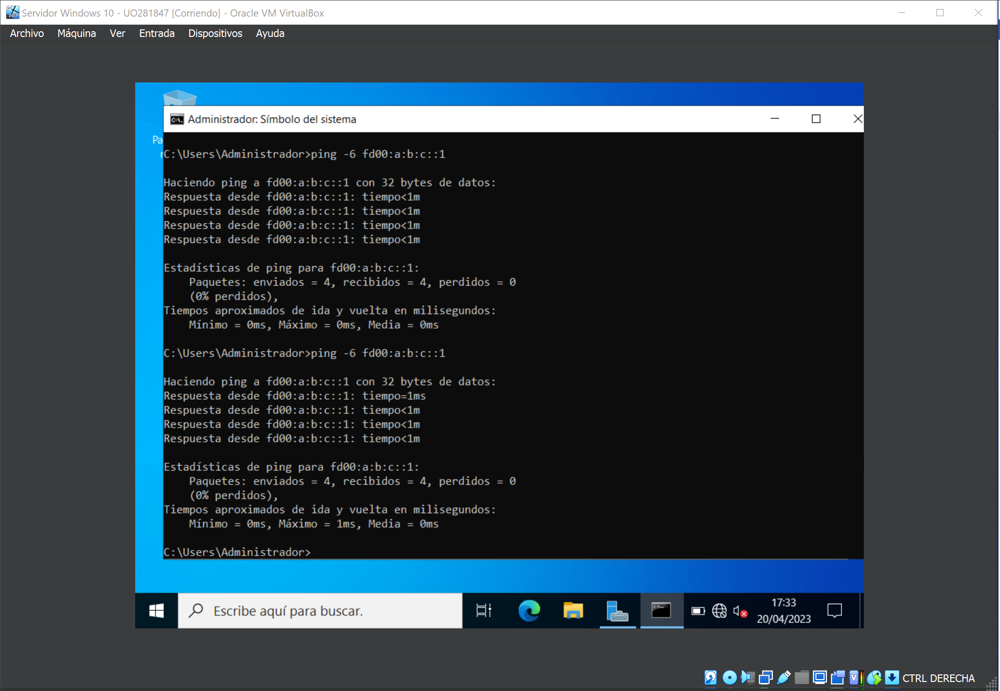 Servidor Windows 10 - UO281847 [Corriendo] - Oracle VM VirtualBox
Archivo Máquina Ver Entrada Dispositivos Ayuda
Administrador: Símbolo del sistema
Pa
r
C:\Users\Administrador>ping -6 fd00:a:b:c::1
Haciendo ping a fd00:a:b:c::1 con 32 bytes de datos:
Respuesta desde fd00:a:b:c::1: tiempo<1m
Respuesta desde fd00:a:b:c::1: tiempo<1m
Respuesta desde fd00:a:b:c::1: tiempo<1m
Respuesta desde fd00:a:b:c::1: tiempo<1m
Estadísticas de ping para fd00:a:b:c::1:
Paquetes: enviados = 4, recibidos = 4, perdidos = 0
(0% perdidos),
Tiempos aproximados de ida y vuelta en milisegundos:
Mínimo = 0ms, Máximo = 0ms, Media = 0ms
C:\Users\Administrador>ping -6 fd00:a:b:c::1
Haciendo ping a fd00:a:b:c::1 con 32 bytes de datos:
Respuesta desde fd00:a:b:c::1: tiempo=1ms
Respuesta desde fd00:a:b:c::1: tiempo<1m
Respuesta desde fd00:a:b:c::1: tiempo<1m
Respuesta desde fd00:a:b:c::1: tiempo<1m
Estadísticas de ping para fd00:a:b:c::1:
Paquetes: enviados = 4, recibidos = 4, perdidos = 0
(0% perdidos),
Tiempos aproximados de ida y vuelta en milisegundos:
Mínimo = 0ms, Máximo = 1ms, Media = 0ms
C:\Users\Administrador>
Escribe aquí para buscar.
17:33
20/04/2023
CTRL DERECHA